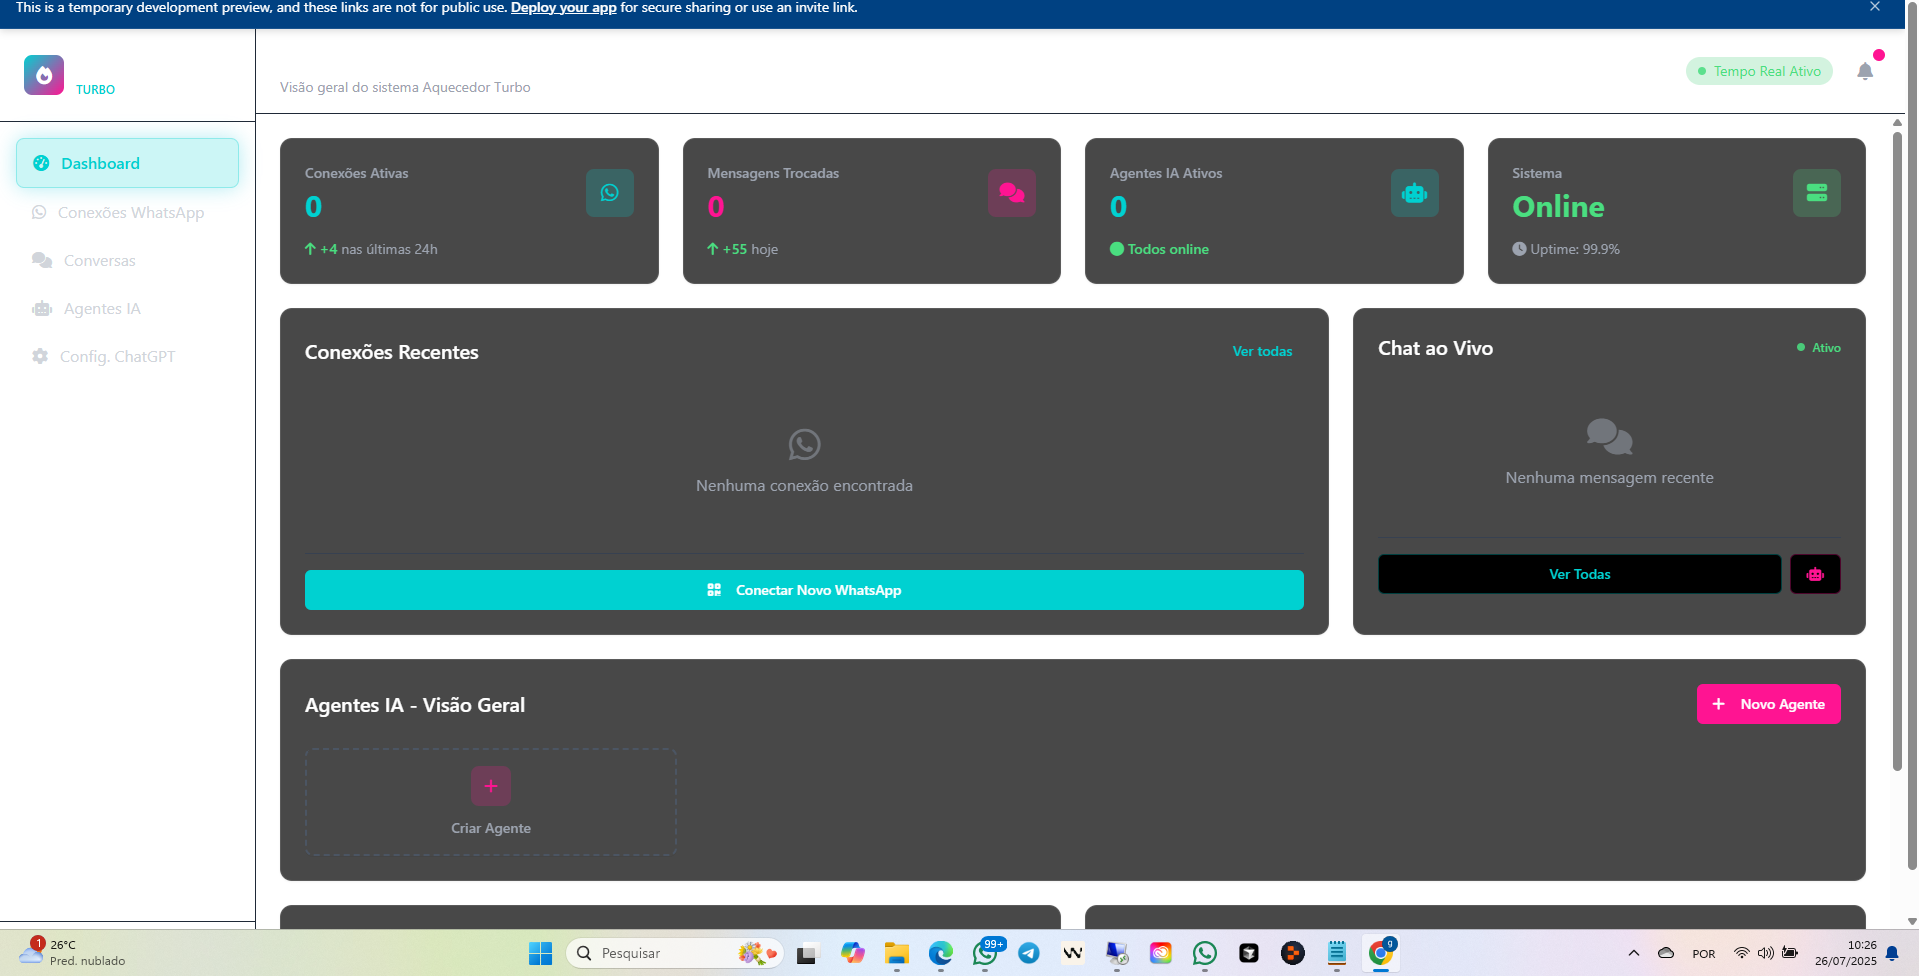 This is a temporary development preview, and these links are not for public use. Deploy your app for secure sharing or use an invite link.
TURBO
Visão geral do sistema Aquecedor Turbo
Tempo Real Ativo
Dashboard
Conexões WhatsApp
Conversas
Agentes IA
Config. ChatGPT
Conexões Ativas
0
+4 nas últimas 24h
Mensagens Trocadas
0
+55 hoje
Agentes IA Ativos
0
Todos online
Sistema
Online
Uptime: 99.9%
Conexões Recentes
Ver todas
Nenhuma conexão encontrada
Conectar Novo WhatsApp
Chat ao Vivo
Ativo
Nenhuma mensagem recente
Ver Todas
Agentes IA - Visão Geral
Novo Agente
Criar Agente
1
26°C
Pred. nublado
Pesquisar
99+
9
POR
10:26
26/07/2025